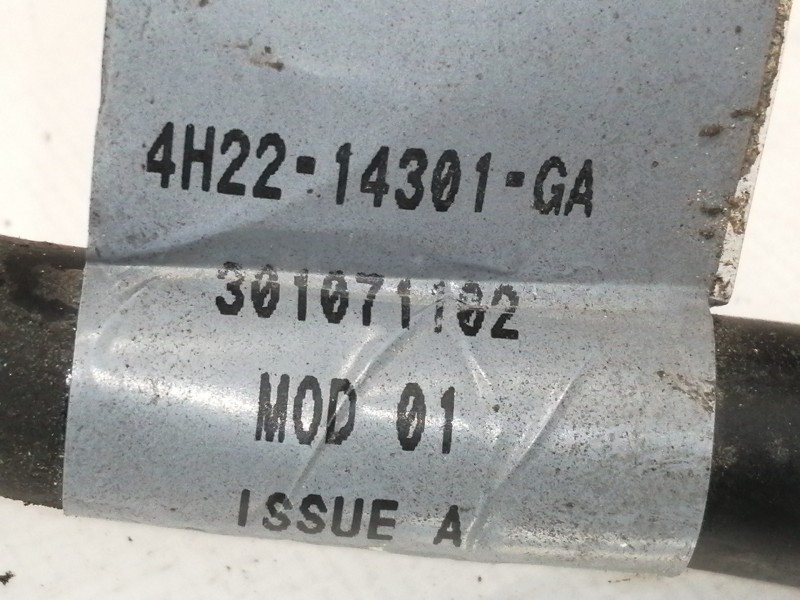 4H22-14301-GA
301071102
MOD 01
ISSUE A